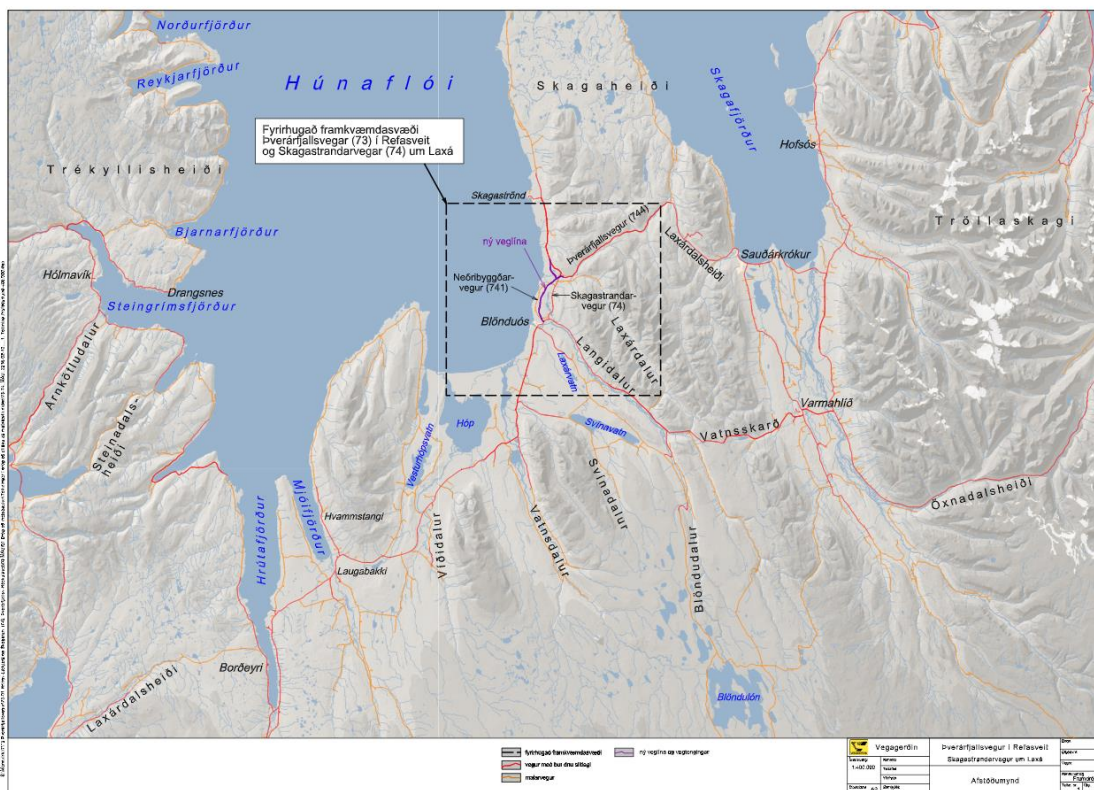 Norðurfjörður
Reykjarfjörður
Húnaflói
Skagaheiði
Skagafjörður
Hofsós
Fyrirhugað framkvæmdasvæði
Þverárfjallsvegar (73) í Refasveit
og Skagastrandarvegar (74) um Laxá
Trékyllisheiði
Skagaströnd
Tröllaskagi
Bjarnarfjörður
Þverárfjallsvegur (744)
Laxárdalsheiði
ný veglína
Sauðárkrókur
Hólmavík
Drangsnes
Neðribyggðar-
vegur (741)
Skagastrandar-
vegur (74)
Steingrímsfjörður
Blönduós
Arnkötludalur
Laxárvatn
Langidalur
Laxárdalur
Steinadals-
heiði
Varmahlíð
Hóp
Svínavatn
Vatnsskarð
Vesturhópsvatn
Öxnadalsheiði
Mjóifjörður
Hvammstangi
Svínadalur
Hrútafjörður
Víðidalur
Vatnsdalur
Laugabakki
Blöndudalur
Borðeyri
Laxárdalsheiði
Blöndulón
fyrirhugað framkvæmdasvæði
vegur með bundnu slitlagi
malarvegur
ný veglína og vegtengingar
Vegagerðin
Þverárfjallsvegur í Refasveit
Skagastrandarvegur um Laxá
1:400.000
Afstöðumynd